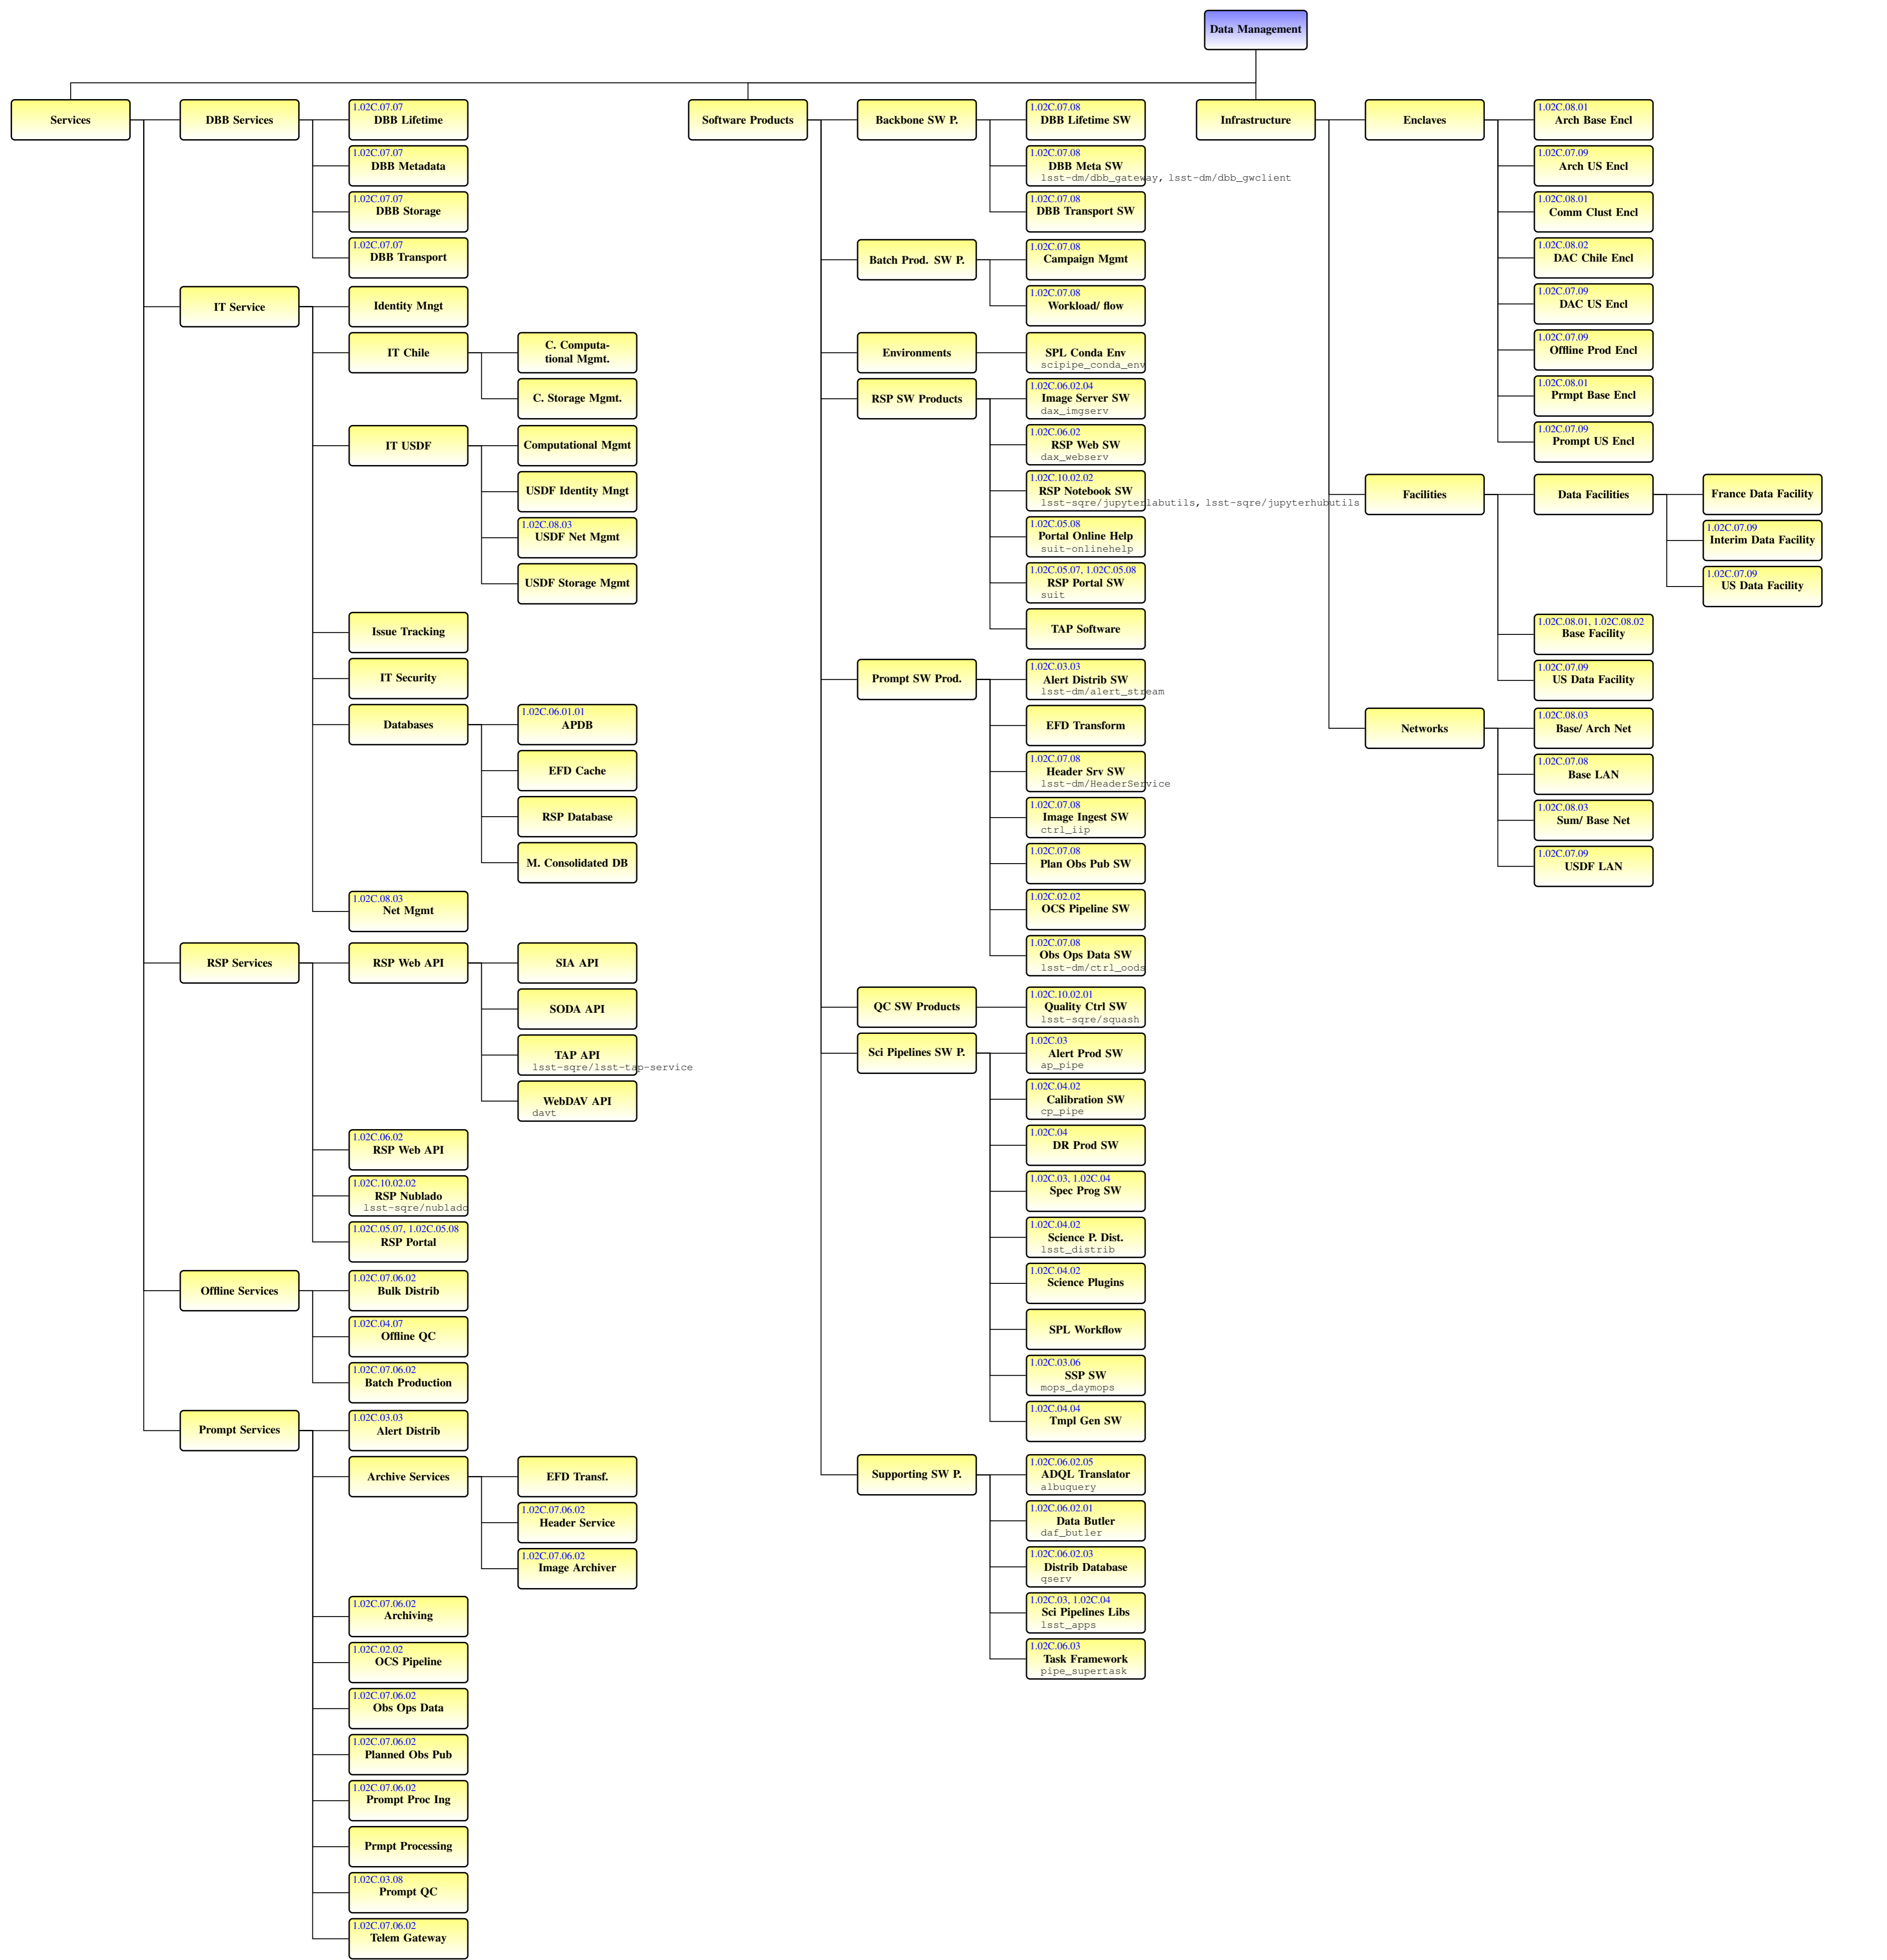 Data Management
Services
DBB Services
1.02C.07.07
DBB Lifetime
1.02C.07.07
DBB Metadata
1.02C.07.07
DBB Storage
1.02C.07.07
DBB Transport
IT Service
Identity Mngt
IT Chile
C. Computa-
tional Mgmt.
C. Storage Mgmt.
IT USDF
Computational Mgmt
USDF Identity Mngt
1.02C.08.03
USDF Net Mgmt
USDF Storage Mgmt
Issue Tracking
IT Security
Databases
1.02C.06.01.01
APDB
EFD Cache
RSP Database
M. Consolidated DB
1.02C.08.03
Net Mgmt
RSP Services
RSP Web API
SIA API
SODA API
TAP API
lsst-sqre/lsst-tap-service
WebDAV API
davt
1.02C.06.02
RSP Web API
1.02C.10.02.02
RSP Nublado
lsst-sqre/nublado
1.02C.05.07, 1.02C.05.08
RSP Portal
Offline Services
1.02C.07.06.02
Bulk Distrib
1.02C.04.07
Offline QC
1.02C.07.06.02
Batch Production
Prompt Services
1.02C.03.03
Alert Distrib
Archive Services
EFD Transf.
1.02C.07.06.02
Header Service
1.02C.07.06.02
Image Archiver
1.02C.07.06.02
Archiving
1.02C.02.02
OCS Pipeline
1.02C.07.06.02
Obs Ops Data
1.02C.07.06.02
Planned Obs Pub
1.02C.07.06.02
Prompt Proc Ing
Prmpt Processing
1.02C.03.08
Prompt QC
1.02C.07.06.02
Telem Gateway
Software Products
Backbone SW P.
1.02C.07.08
DBB Lifetime SW
1.02C.07.08
DBB Meta SW
lsst-dm/dbb_gateway, lsst-dm/dbb_gwclient
1.02C.07.08
DBB Transport SW
Batch Prod. SW P.
1.02C.07.08
Campaign Mgmt
1.02C.07.08
Workload/ flow
Environments
SPL Conda Env
scipipe_conda_env
RSP SW Products
1.02C.06.02.04
Image Server SW
dax_imgserv
1.02C.06.02
RSP Web SW
dax_webserv
1.02C.10.02.02
RSP Notebook SW
lsst-sqre/jupyterlabutils, lsst-sqre/jupyterhubutils
1.02C.05.08
Portal Online Help
suit-onlinehelp
1.02C.05.07, 1.02C.05.08
RSP Portal SW
suit
TAP Software
Prompt SW Prod.
1.02C.03.03
Alert Distrib SW
lsst-dm/alert_stream
EFD Transform
1.02C.07.08
Header Srv SW
lsst-dm/HeaderService
1.02C.07.08
Image Ingest SW
ctrl_iip
1.02C.07.08
Plan Obs Pub SW
1.02C.02.02
OCS Pipeline SW
1.02C.07.08
Obs Ops Data SW
lsst-dm/ctrl_oods
QC SW Products
1.02C.10.02.01
Quality Ctrl SW
lsst-sqre/squash
Sci Pipelines SW P.
1.02C.03
Alert Prod SW
ap_pipe
1.02C.04.02
Calibration SW
cp_pipe
1.02C.04
DR Prod SW
1.02C.03, 1.02C.04
Spec Prog SW
1.02C.04.02
Science P. Dist.
lsst_distrib
1.02C.04.02
Science Plugins
SPL Workflow
1.02C.03.06
SSP SW
mops_daymops
1.02C.04.04
Tmpl Gen SW
Supporting SW P.
1.02C.06.02.05
ADQL Translator
albuquery
1.02C.06.02.01
Data Butler
daf_butler
1.02C.06.02.03
Distrib Database
qserv
1.02C.03, 1.02C.04
Sci Pipelines Libs
lsst_apps
1.02C.06.03
Task Framework
pipe_supertask
Infrastructure
Enclaves
1.02C.08.01
Arch Base Encl
1.02C.07.09
Arch US Encl
1.02C.08.01
Comm Clust Encl
1.02C.08.02
DAC Chile Encl
1.02C.07.09
DAC US Encl
1.02C.07.09
Offline Prod Encl
1.02C.08.01
Prmpt Base Encl
1.02C.07.09
Prompt US Encl
Facilities
Data Facilities
France Data Facility
1.02C.07.09
Interim Data Facility
1.02C.07.09
US Data Facility
1.02C.08.01, 1.02C.08.02
Base Facility
1.02C.07.09
US Data Facility
Networks
1.02C.08.03
Base/ Arch Net
1.02C.07.08
Base LAN
1.02C.08.03
Sum/ Base Net
1.02C.07.09
USDF LAN